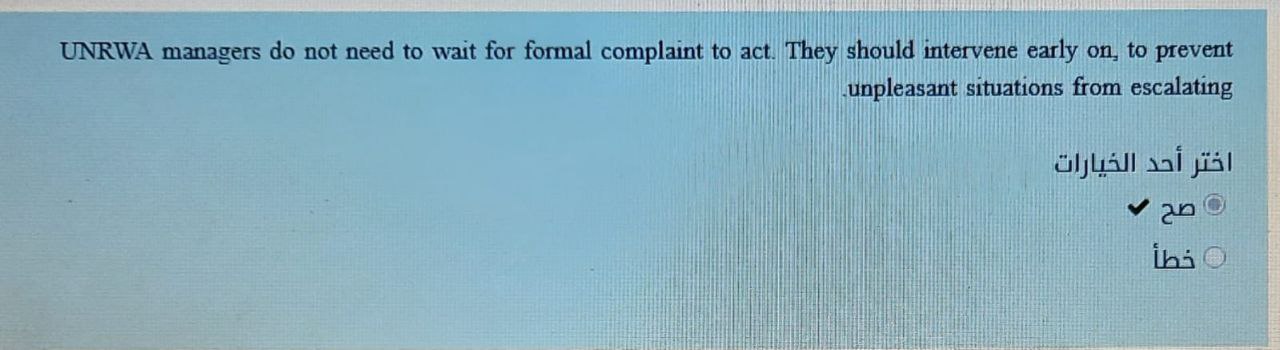 UNRWA managers do not need to wait for formal complaint to act. They should intervene early on, to prevent
.unpleasant situations from escalating
اختر أحد الخيارات
صح ✔
خطأ